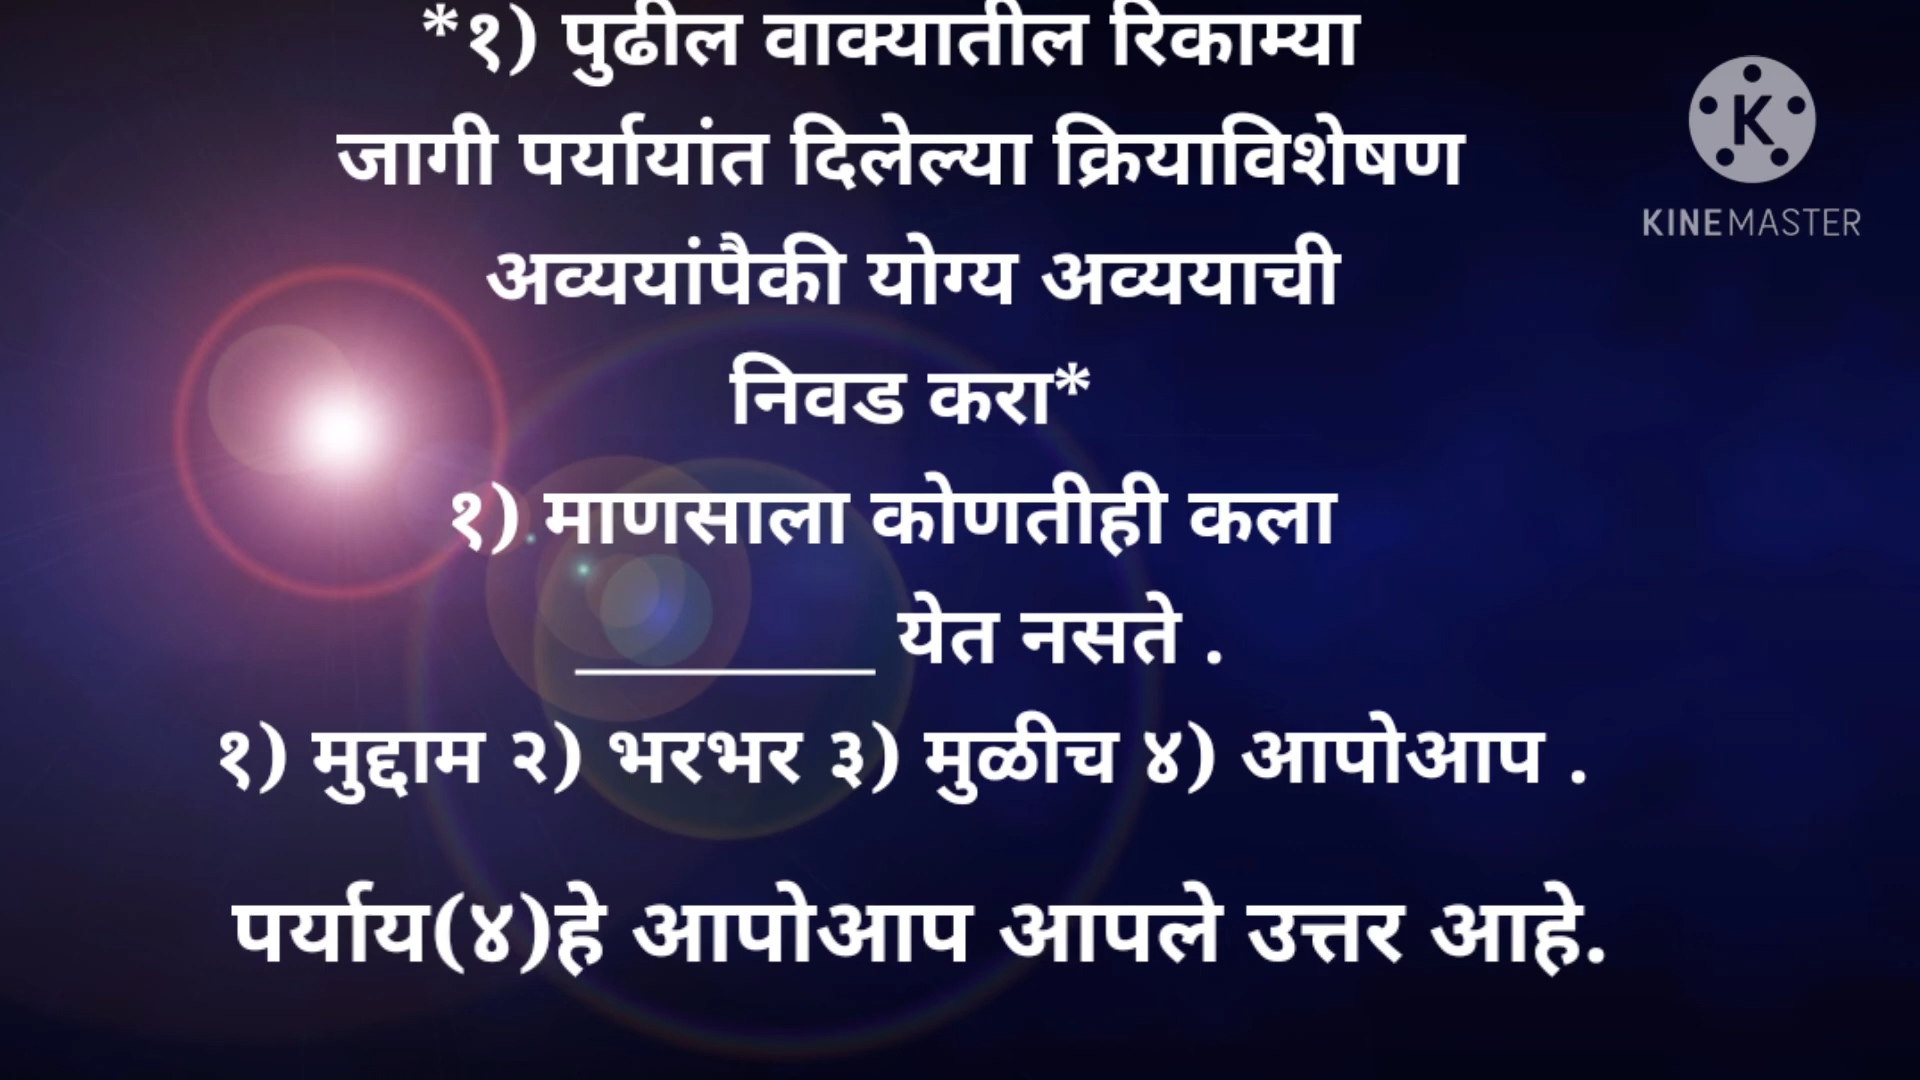 *१) पुढील वाक्यातील रिकाम्या
जागी पर्यायांत दिलेल्या क्रियाविशेषण
अव्ययांपैकी योग्य अव्ययाची
निवड करा*
१) माणसाला कोणतीही कला
__________ येत नसते .
१) मुद्दाम २) भरभर ३) मुळीच ४) आपोआप .
पर्याय(४)हे आपोआप आपले उत्तर आहे.
K
KINEMASTER